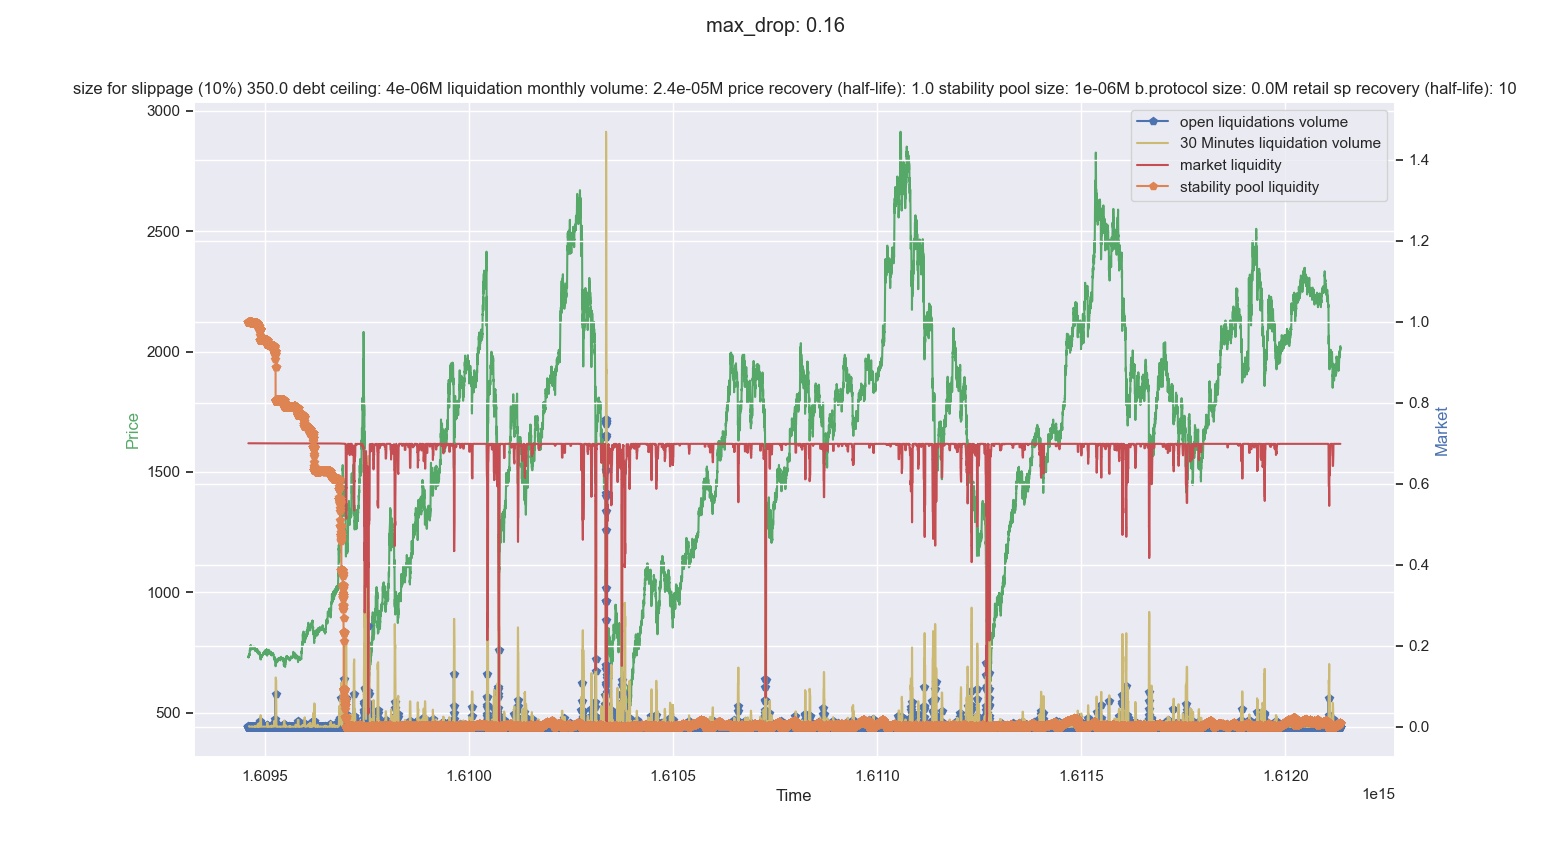 max_drop: 0.16
size for slippage (10%) 350.0 debt ceiling: 4e-06M liquidation monthly volume: 2.4e-05M price recovery (half-life): 1.0 stability pool size: 1e-06M b.protocol size: 0.0M retail sp recovery (half-life): 10
open liquidations volume
30 Minutes liquidation volume
market liquidity
stability pool liquidity
3000
2500
2000
1500
1000
500
Price
1.4
1.2
1.0
0.8
0.6
0.4
0.2
0.0
Market
1.6095 1.6100 1.6105 1.6110 1.6115 1.6120
Time
1e15